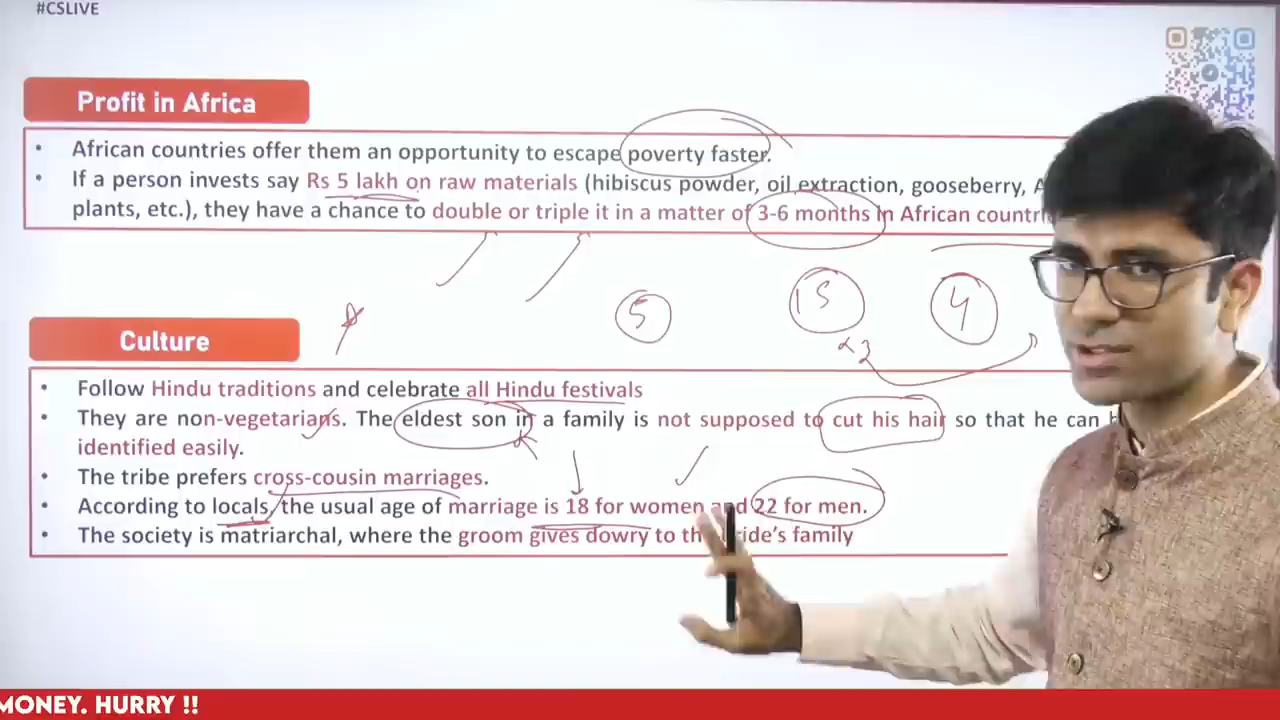 #CSLIVE
Profit in Africa
• African countries offer them an opportunity to escape poverty faster.
• If a person invests say Rs 5 lakh on raw materials (hibiscus powder, oil extraction, gooseberry,
plants, etc.), they have a chance to double or triple it in a matter of 3-6 months in African
5 15 4
×3
Culture
• Follow Hindu traditions and celebrate all Hindu festivals
• They are non-vegetarians. The eldest son in a family is not supposed to cut his hair so that he can
identified easily.
• The tribe prefers cross-cousin marriages.
• According to locals, the usual age of marriage is 18 for women and 22 for men.
• The society is matriarchal, where the groom gives dowry to the bride's family
MONEY. HURRY !!